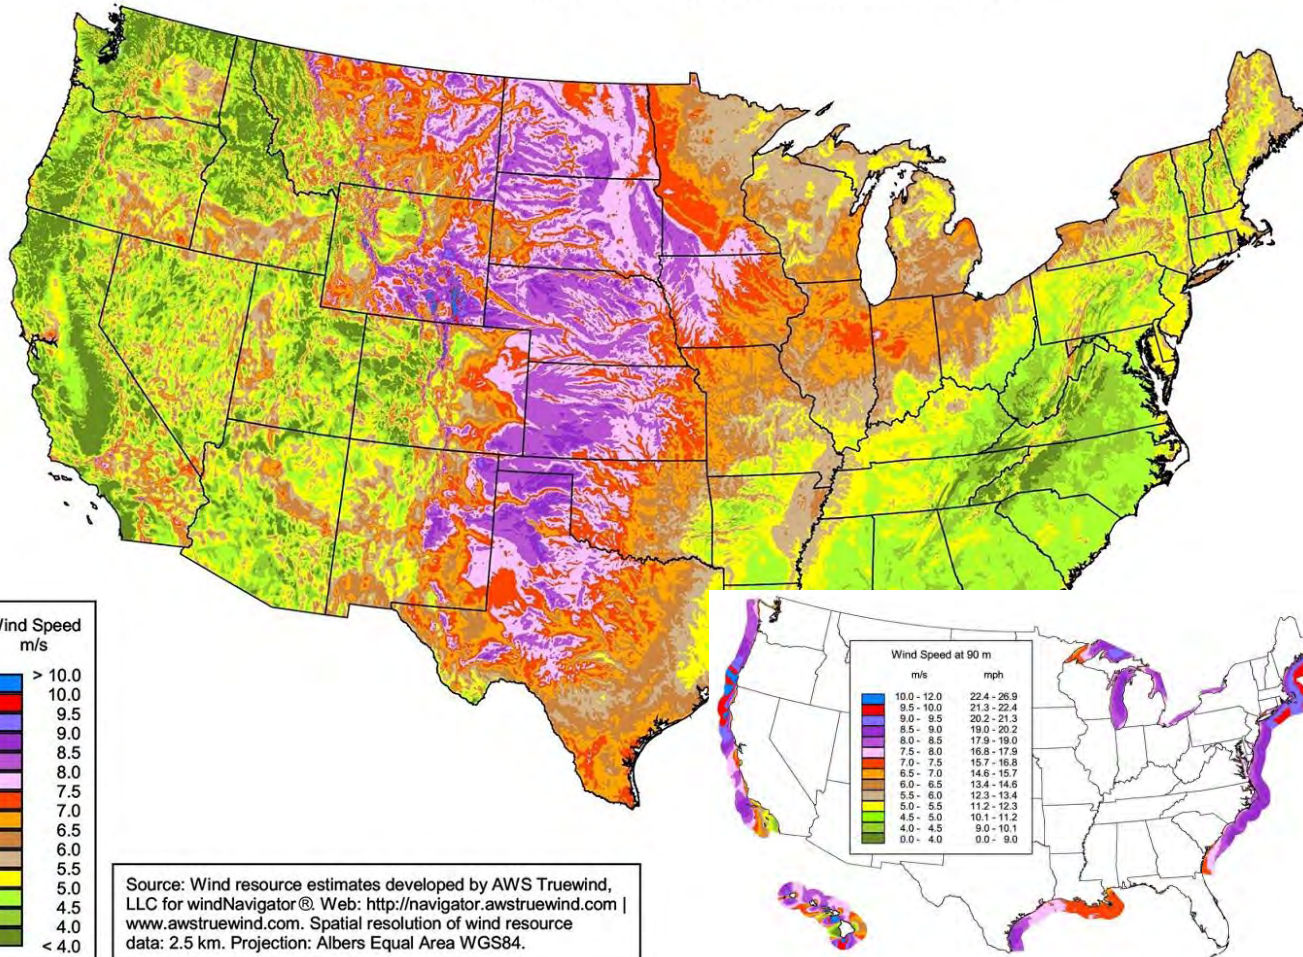 Wind Speed
m/s
> 10.0
10.0
9.5
9.0
8.5
8.0
7.5
7.0
6.5
6.0
5.5
5.0
4.5
4.0
< 4.0
Source: Wind resource estimates developed by AWS Truewind,
LLC for windNavigator®. Web: http://navigator.awstruewind.com |
www.awstruewind.com. Spatial resolution of wind resource
data: 2.5 km. Projection: Albers Equal Area WGS84.
Wind Speed at 90 m
m/s mph
10.0 - 12.0 22.4 - 26.9
9.5 - 10.0 21.3 - 22.4
9.0 - 9.5 20.2 - 21.3
8.5 - 9.0 19.0 - 20.2
8.0 - 8.5 17.9 - 19.0
7.5 - 8.0 16.8 - 17.9
7.0 - 7.5 15.7 - 16.8
6.5 - 7.0 14.6 - 15.7
6.0 - 6.5 13.4 - 14.6
5.5 - 6.0 12.3 - 13.4
5.0 - 5.5 11.2 - 12.3
4.5 - 5.0 10.1 - 11.2
4.0 - 4.5 9.0 - 10.1
0.0 - 4.0 0.0 - 9.0